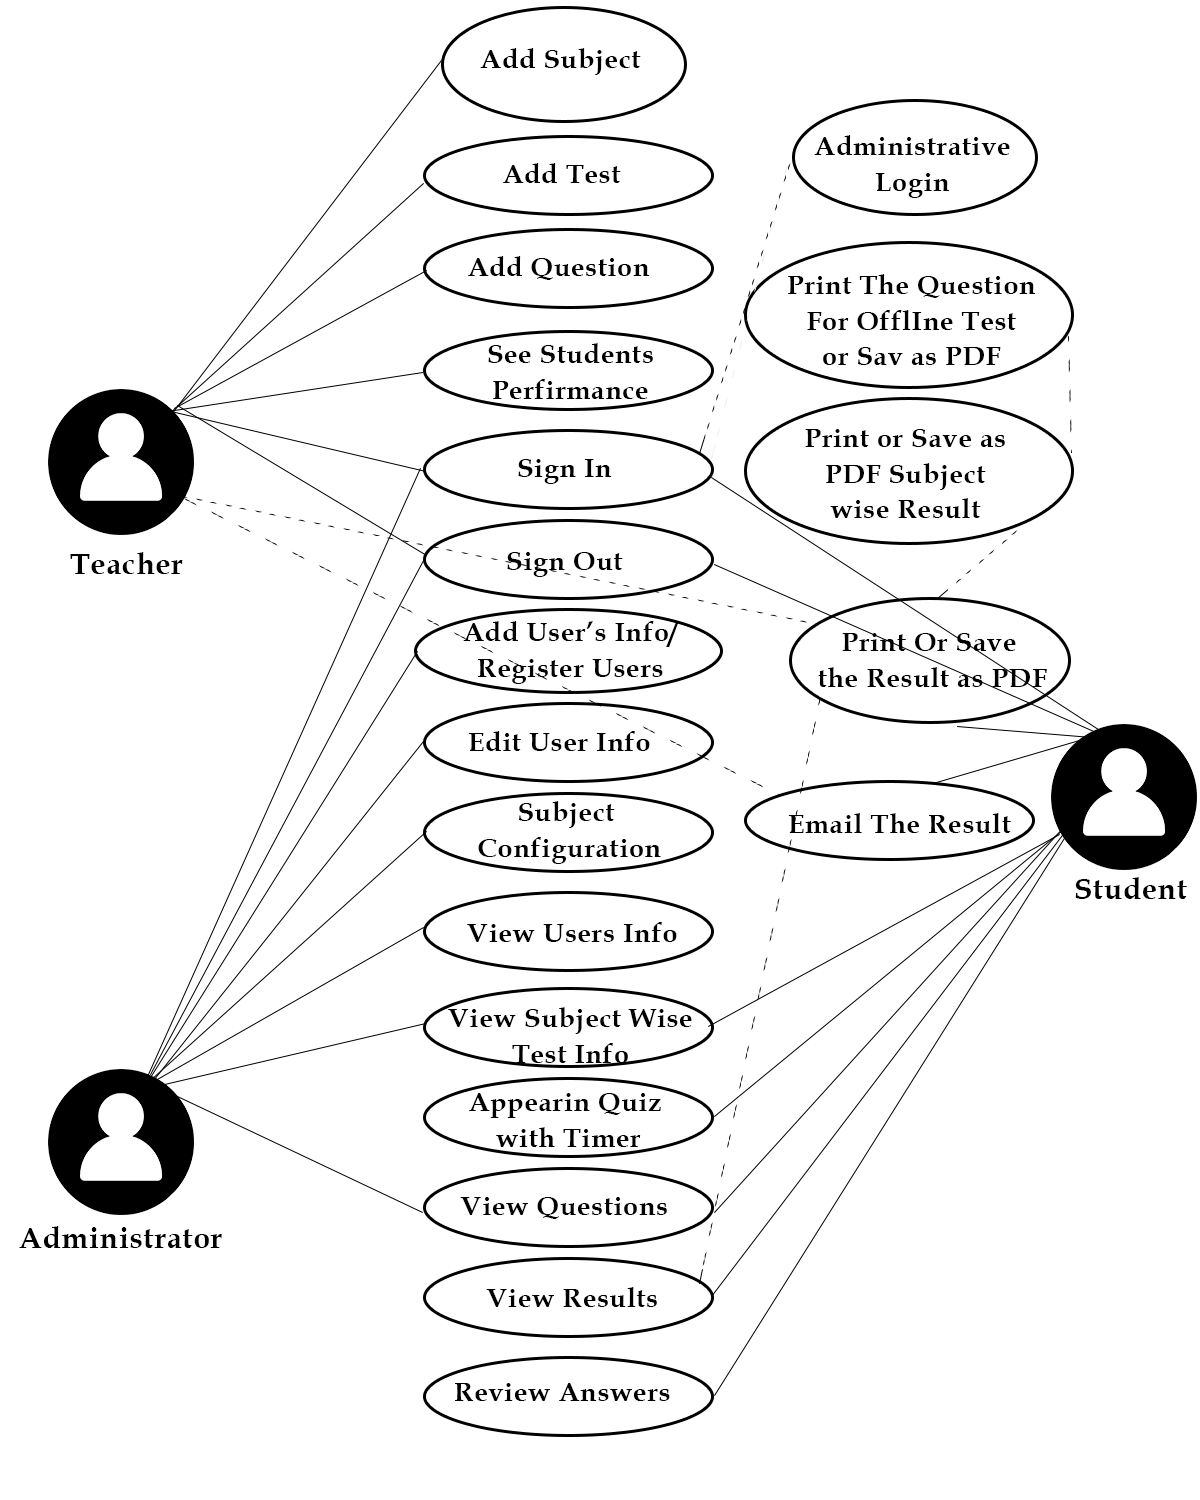 Add Subject
Add Test
Add Question
See Students
Perfirmance
Sign In
Sign Out
Add User's Info/
Register Users
Edit User Info
Subject
Configuration
View Users Info
View Subject Wise
Test Info
Appearin Quiz
with Timer
View Questions
View Results
Review Answers
Administrative
Login
Print The Question
For OfflIne Test
or Sav as PDF
Print or Save as
PDF Subject
wise Result
Print Or Save
the Result as PDF
Email The Result
Teacher
Administrator
Student